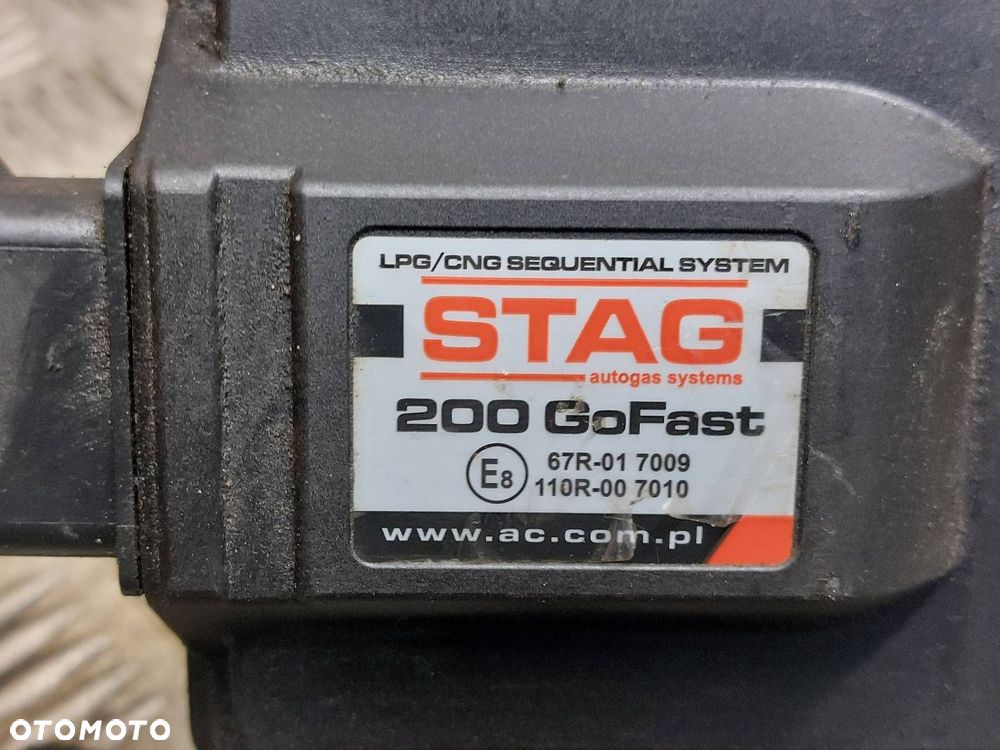 LPG/CNG SEQUENTIAL SYSTEM
STAG
autogas systems
200 GoFast
E8 67R-01 7009
110R-00 7010
www.ac.com.pl
OTOMOTO